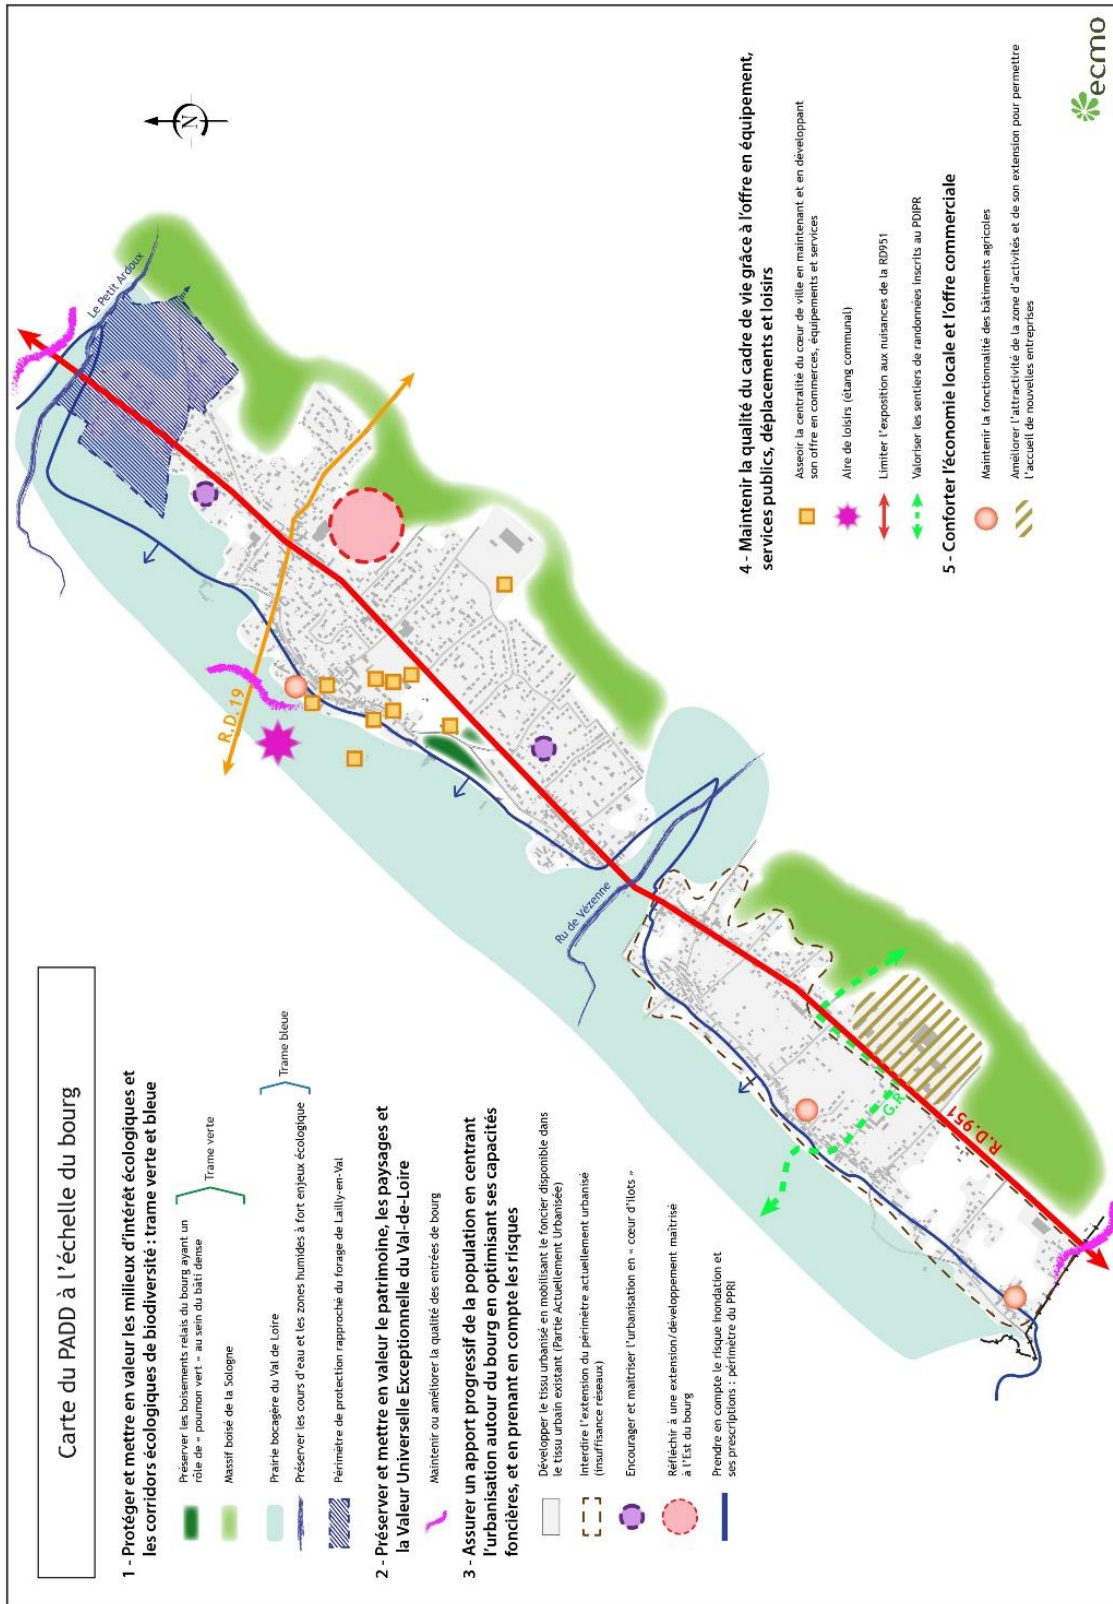 Carte du PADD à l'échelle du bourg
1 - Protéger et mettre en valeur les milieux d'intérêt écologiques et
les corridors écologiques de biodiversité : trame verte et bleue
Préserver les boisements relais du bourg ayant un
rôle de « poumon vert » au sein du bâti dense
Massif boisé de la Sologne
Trame verte
Prairie bocagère du Val de Loire
Préserver les cours d'eau et les zones humides à fort enjeu écologique
Trame bleue
Périmètre de protection rapproché du forage de Lailly-en-Val
2 - Préserver et mettre en valeur le patrimoine, les paysages et
la Valeur Universelle Exceptionnelle du Val-de-Loire
Maintenir ou améliorer la qualité des entrées de bourg
3 - Assurer un apport progressif de la population en centrant
l'urbanisation autour du bourg en optimisant ses capacités
foncières, et en prenant en compte les risques
Développer le tissu urbanisé en mobilisant le foncier disponible dans
le tissu urbain existant (Partie Actuellement Urbanisée)
Interdire l'extension du périmètre actuellement urbanisé
(insuffisance réseaux)
Encourager et maîtriser l'urbanisation en « cœur d'ilots »
Réfléchir à une extension/développement maîtrisé
à l'Est du bourg
Prendre en compte le risque inondation et
ses prescriptions : périmètre du PPRI
4 - Maintenir la qualité du cadre de vie grâce à l'offre en équipement,
services publics, déplacements et loisirs
Asseoir la centralité du cœur de ville en maintenant et en développant
son offre en commerces, équipements et services
Aire de loisirs (étang communal)
Limiter l'exposition aux nuisances de la RD951
Valoriser les sentiers de randonnées inscrits au PDIPR
5 - Conforter l'économie locale et l'offre commerciale
Maintenir la fonctionnalité des bâtiments agricoles
Améliorer l'attractivité de la zone d'activités et de son extension pour permettre
l'accueil de nouvelles entreprises
N
Le Petit Ardoux
R.D. 19
Ru de Vézenne
G.R.
R.D.951
ecmo